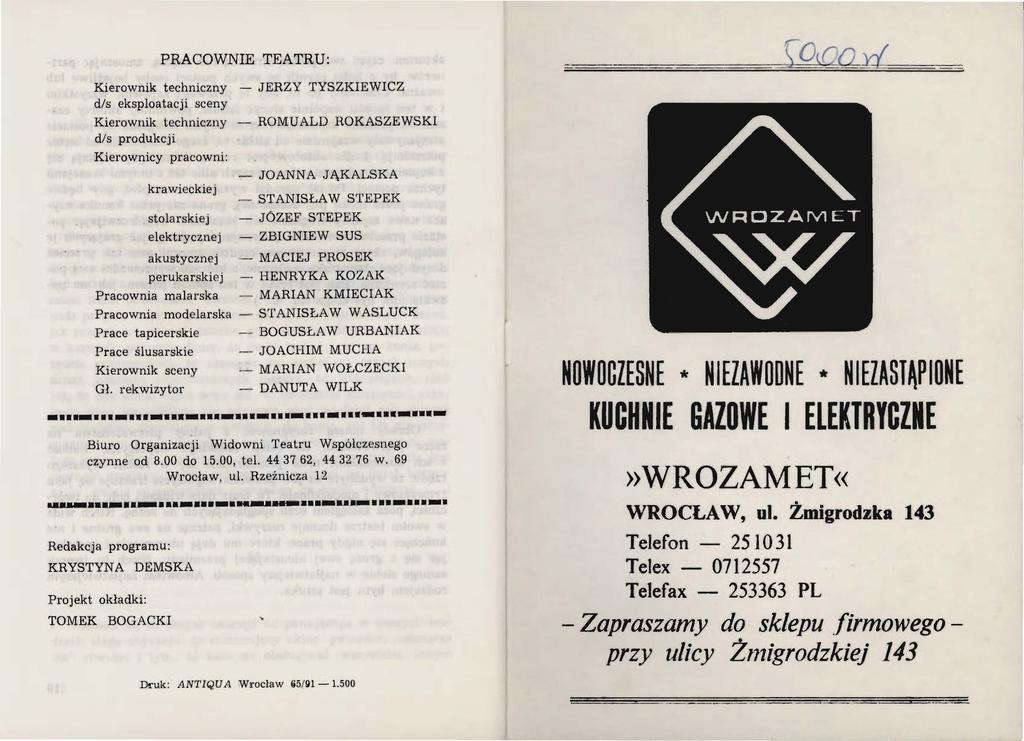 PRACOWNIE TEATRU:
Kierownik techniczny — JERZY TYSZKIEWICZ
d/s eksploatacji sceny
Kierownik techniczny — ROMUALD ROKASZEWSKI
d/s produkcji
Kierownicy pracowni:
— JOANNA JĄKALSKA
krawieckiej
— STANISŁAW STEPEK
stolarskiej — JÓZEF STEPEK
elektrycznej — ZBIGNIEW SUS
akustycznej — MACIEJ PROSEK
perukarskiej — HENRYKA KOZAK
Pracownia malarska — MARIAN KMIECIAK
Pracownia modelarska — STANISŁAW WASLUCK
Prace tapicerskie — BOGUSŁAW URBANIAK
Prace ślusarskie — JOACHIM MUCHA
Kierownik sceny — MARIAN WOŁCZECKI
Gł. rekwizytor — DANUTA WILK
Biuro Organizacji Widowni Teatru Współczesnego
czynne od 8.00 do 15.00, tel. 44 37 62, 44 32 76 w. 69
Wrocław, ul. Rzeźnicza 12
Redakcja programu:
KRYSTYNA DEMSKA
Projekt okładki:
TOMEK BOGACKI
Druk: ANTIQUA Wrocław 65/91 — 1.500
WROZAMET
NOWOCZESNE * NIEZAWODNE * NIEZASTĄPIONE
KUCHNIE GAZOWE I ELEKTRYCZNE
»WROZAMET«
WROCŁAW, ul. Żmigrodzka 143
Telefon — 251031
Telex — 0712557
Telefax — 253363 PL
– Zapraszamy do sklepu firmowego –
przy ulicy Żmigrodzkiej 143